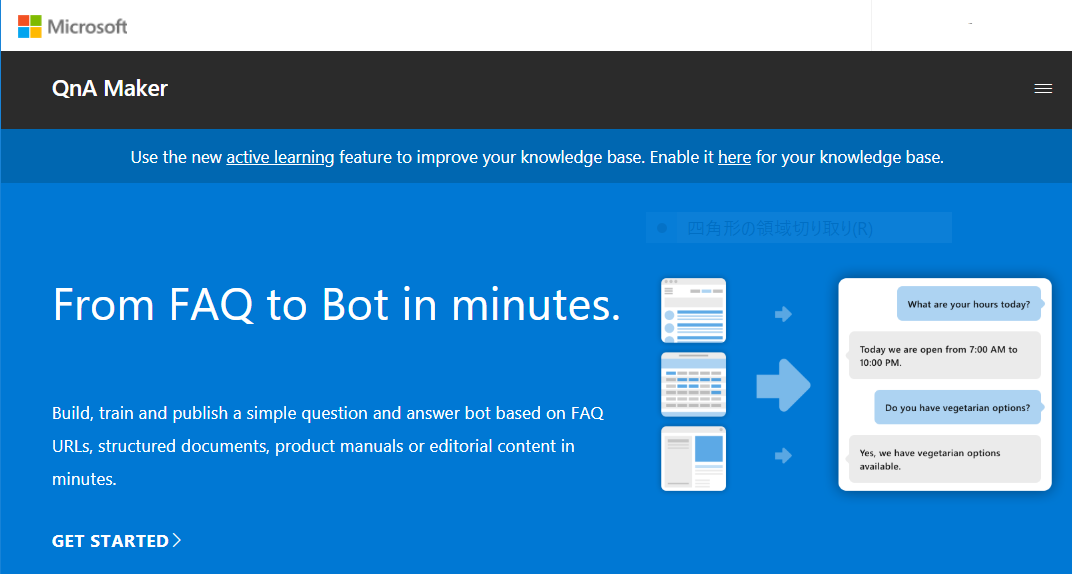 Microsoft
QnA Maker
Use the new active learning feature to improve your knowledge base. Enable it here for your knowledge base.
四角形の領域切り取り(R)
From FAQ to Bot in minutes.
Build, train and publish a simple question and answer bot based on FAQ
URLs, structured documents, product manuals or editorial content in
minutes.
GET STARTED
What are your hours today?
Today we are open from 7:00 AM to
10:00 PM.
Do you have vegetarian options?
Yes, we have vegetarian options
available.